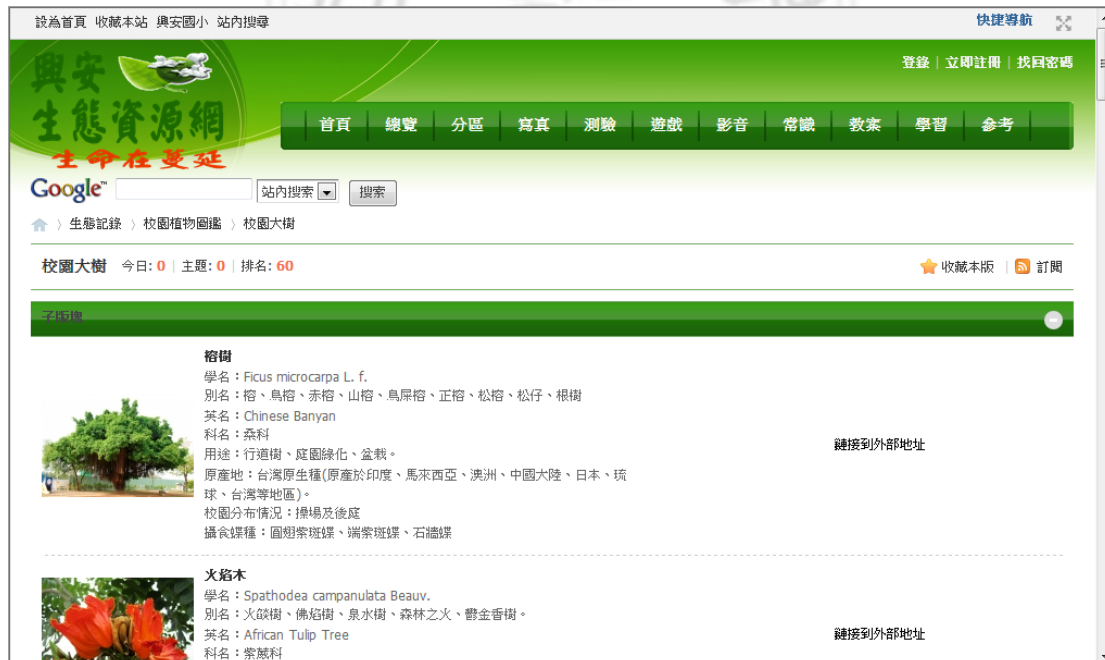 設為首頁 收藏本站 興安國小 站內搜尋 快捷導航
登錄 | 立即註冊 | 找回密碼
興安
生態資源網
生命在蔓延
首頁 總覽 分區 寫真 測驗 遊戲 影音 常識 教案 學習 參考
Google™ 站內搜索 搜索
生態記錄 〉 校園植物圖鑑 〉 校園大樹
校園大樹 今日: 0 | 主題: 0 | 排名: 60 收藏本版 | 訂閱
子版塊
榕樹
學名:Ficus microcarpa L. f.
別名:榕、鳥榕、赤榕、山榕、鳥屎榕、正榕、松榕、松仔、根樹
英名:Chinese Banyan
科名:桑科
用途:行道樹、庭園綠化、盆栽。
鏈接到外部地址
原產地:台灣原生種(原產於印度、馬來西亞、澳洲、中國大陸、日本、琉
球、台灣等地區)。
校園分布情況:操場及後庭
攝食蝶種:圓翅紫斑蝶、端紫斑蝶、石牆蝶
火焰木
學名:Spathodea campanulata Beauv.
別名:火燄樹、佛焰樹、泉水樹、森林之火、鬱金香樹。
英名:African Tulip Tree
鏈接到外部地址
科名:紫葳科